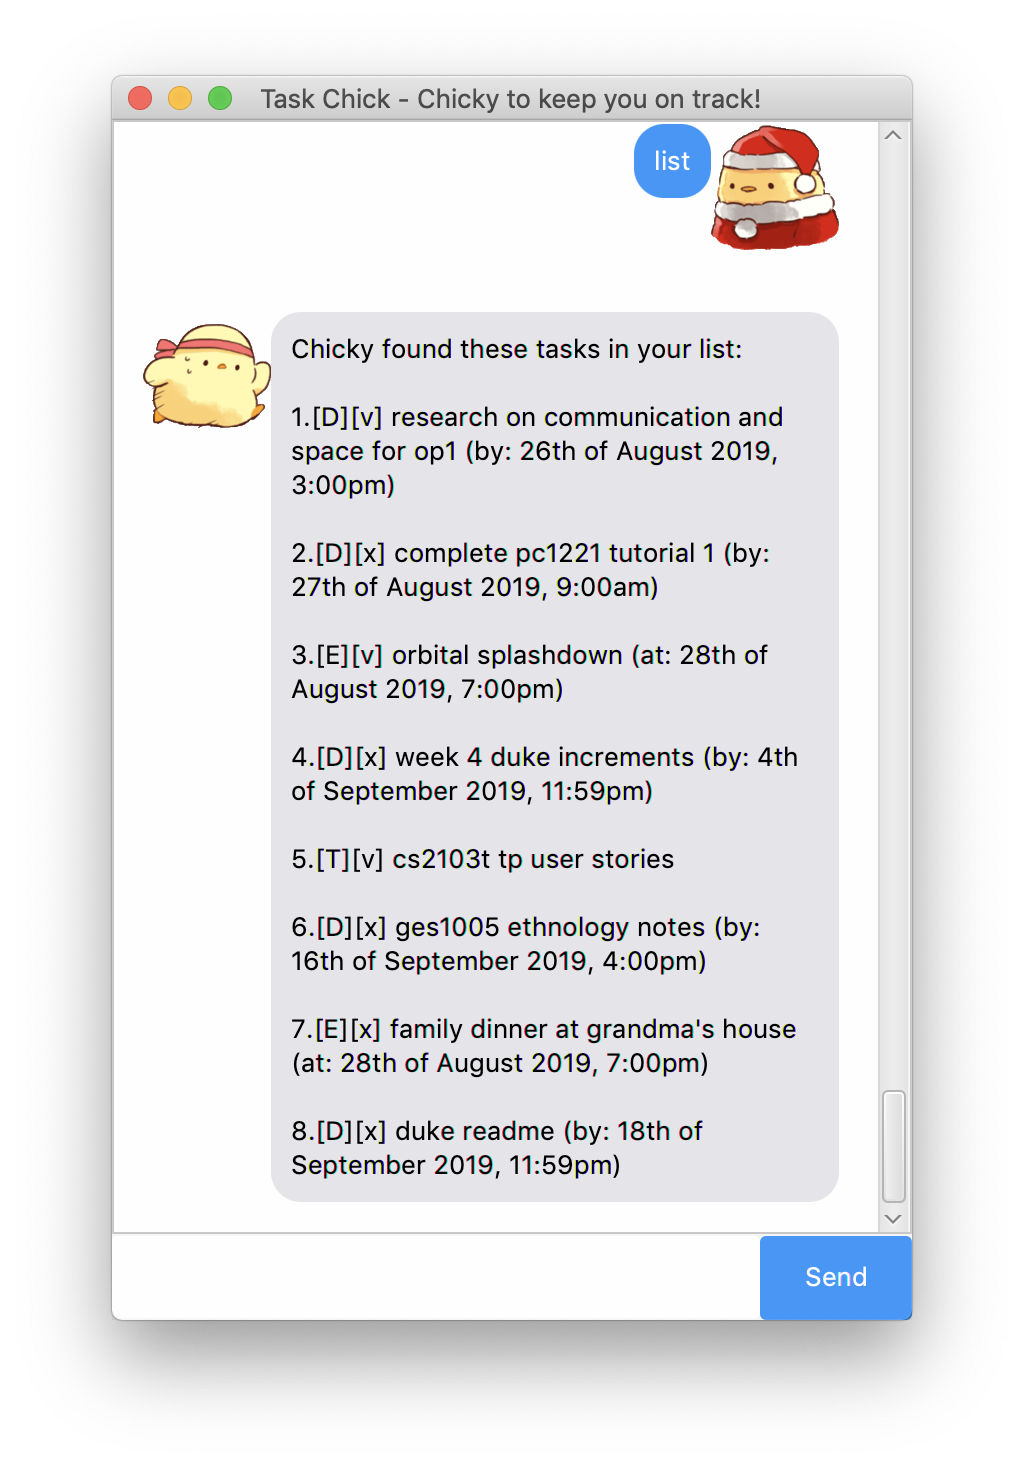 Task Chick - Chicky to keep you on track!
list
Chicky found these tasks in your list:
1.[D][v] research on communication and
space for op1 (by: 26th of August 2019,
3:00pm)
2.[D][x] complete pc1221 tutorial 1 (by:
27th of August 2019, 9:00am)
3.[E][v] orbital splashdown (at: 28th of
August 2019, 7:00pm)
4.[D][x] week 4 duke increments (by: 4th
of September 2019, 11:59pm)
5.[T][v] cs2103t tp user stories
6.[D][x] ges1005 ethnology notes (by:
16th of September 2019, 4:00pm)
7.[E][x] family dinner at grandma's house
(at: 28th of August 2019, 7:00pm)
8.[D][x] duke readme (by: 18th of
September 2019, 11:59pm)
Send